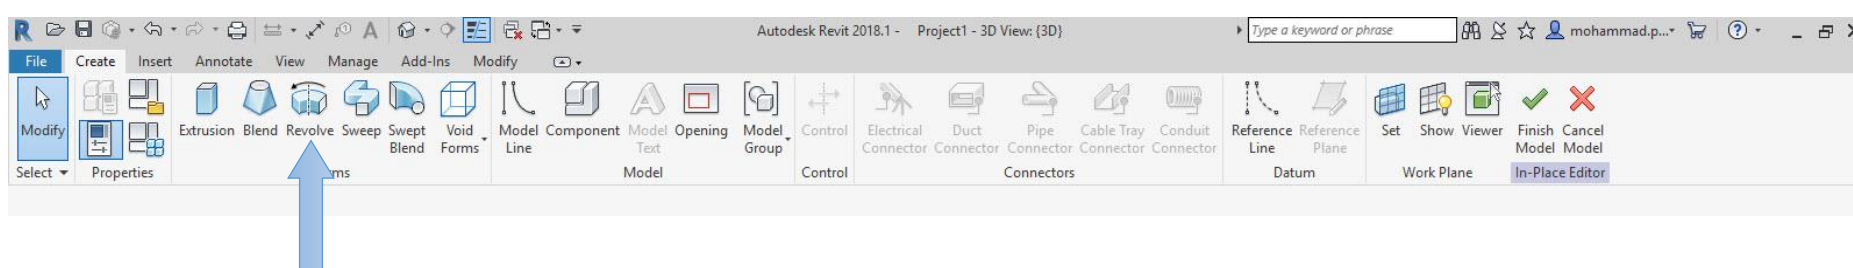 Autodesk Revit 2018.1 - Project1 - 3D View: {3D}
Type a keyword or phrase
mohammad.p...
File Create Insert Annotate View Manage Add-Ins Modify
Modify Extrusion Blend Revolve Sweep Swept Void Model Component Model Opening Model Control Electrical Duct Pipe Cable Tray Conduit Reference Reference Set Show Viewer Finish Cancel
Blend Forms Line Text Group Connector Connector Connector Connector Connector Line Plane Model Model
Select Properties ms Model Control Connectors Datum Work Plane In-Place Editor